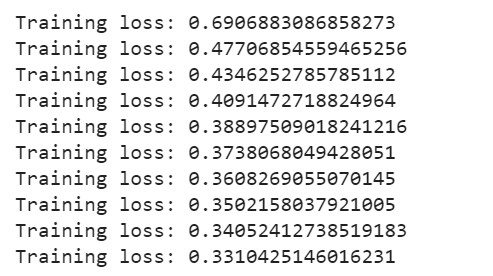 Training loss: 0.6906883086858273
Training loss: 0.47706854559465256
Training loss: 0.4346252785785112
Training loss: 0.4091472718824964
Training loss: 0.38897509018241216
Training loss: 0.3738068049428051
Training loss: 0.3608269055070145
Training loss: 0.3502158037921005
Training loss: 0.34052412738519183
Training loss: 0.3310425146016231